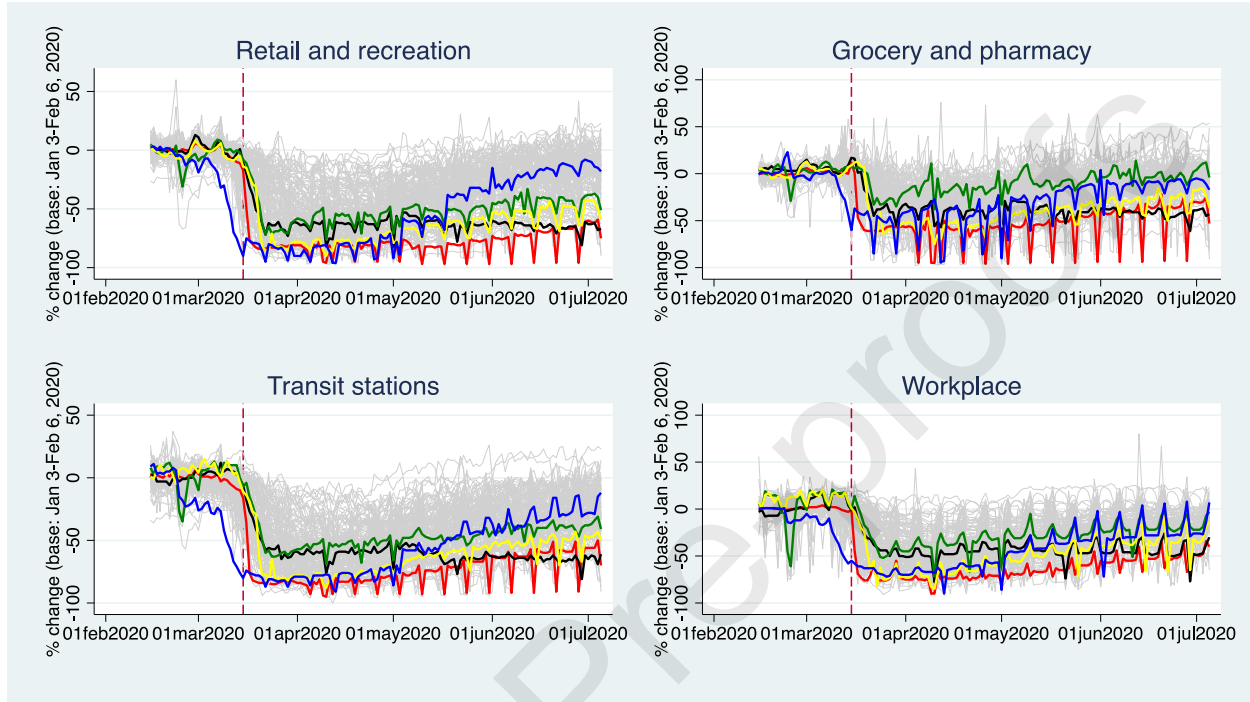 Retail and recreation
% change (base: Jan 3-Feb 6, 2020)
50
0
-50
-100
01feb2020 01mar2020 01apr2020 01may2020 01jun2020 01jul2020
Grocery and pharmacy
% change (base: Jan 3-Feb 6, 2020)
100
50
0
-50
-100
01feb2020 01mar2020 01apr2020 01may2020 01jun2020 01jul2020
Transit stations
% change (base: Jan 3-Feb 6, 2020)
50
0
-50
-100
01feb2020 01mar2020 01apr2020 01may2020 01jun2020 01jul2020
Workplace
% change (base: Jan 3-Feb 6, 2020)
100
50
0
-50
-100
01feb2020 01mar2020 01apr2020 01may2020 01jun2020 01jul2020
Preproofs